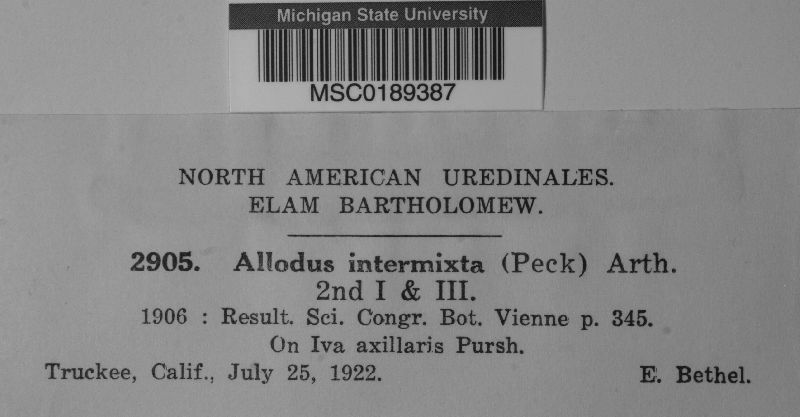 Michigan State University
MSC0189387
NORTH AMERICAN UREDINALES.
ELAM BARTHOLOMEW.
2905. Allodus intermixta (Peck) Arth.
2nd I & III.
1906 : Result. Sci. Congr. Bot. Vienne p. 345.
On Iva axillaris Pursh.
Truckee, Calif., July 25, 1922. E. Bethel.